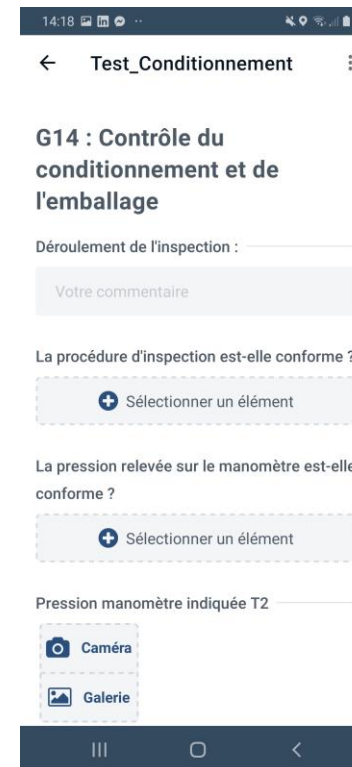 14:18
Test_Conditionnement
G14 : Contrôle du
conditionnement et de
l'emballage
Déroulement de l'inspection :
Votre commentaire
La procédure d'inspection est-elle conforme ?
Sélectionner un élément
La pression relevée sur le manomètre est-elle
conforme ?
Sélectionner un élément
Pression manomètre indiquée T2
Caméra
Galerie